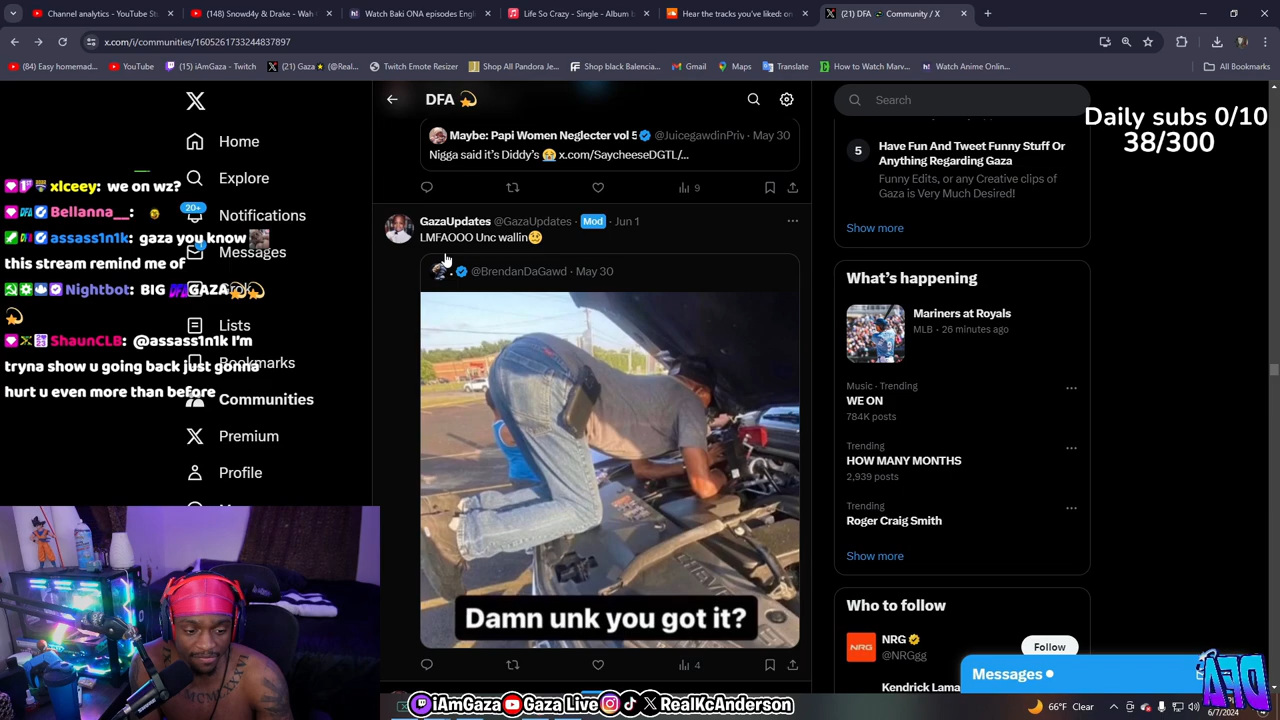 Channel analytics - YouTube St
(148) Snowd4y & Drake - Wah
Watch Baki ONA episodes Engl
Life So Crazy - Single - Album b
Hear the tracks you've liked: on
(21) DFA 💫 Community / X
x.com/i/communities/1605261733244837897
(84) Easy homemad...
YouTube
(15) iAmGaza - Twitch
(21) Gaza ★ (@Real...
Twitch Emote Resizer
Shop All Pandora Je...
Shop black Balencia...
Gmail
Maps
Translate
How to Watch Marv...
Watch Anime Onlin...
All Bookmarks
DFA 💫
Maybe: Papi Women Neglecter vol 5 @JuicegawdinPriv · May 30
Nigga said it's Diddy's 😭 x.com/SaycheeseDGTL/...
9
GazaUpdates @GazaUpdates · Mod · Jun 1
LMFAOOO Unc wallin
. @BrendanDaGawd · May 30
Damn unk you got it?
4
Home
Explore
20+
Notifications
1
Messages
Grok
Lists
Bookmarks
Communities
Premium
Profile
xlceey: we on wz?
Bellanna__:
assass1n1k: gaza you know
this stream remind me of
Nightbot: BIG DFA GAZA 💫💫
💫
ShaunCLB: @assass1n1k I'm
tryna show u going back just gonna
hurt u even more than before
Search
Daily subs 0/10
38/300
5
Have Fun And Tweet Funny Stuff Or
Anything Regarding Gaza
Funny Edits, or any Creative clips of
Gaza is Very Much Desired!
Show more
What's happening
Mariners at Royals
MLB · 26 minutes ago
Music · Trending
WE ON
784K posts
Trending
HOW MANY MONTHS
2,939 posts
Trending
Roger Craig Smith
Show more
Who to follow
NRG
@NRGgg
Follow
Kendrick Lama
Messages
DFA
iAmGaza
Gaza Live
RealKcAnderson
66°F Clear
6/7/2024